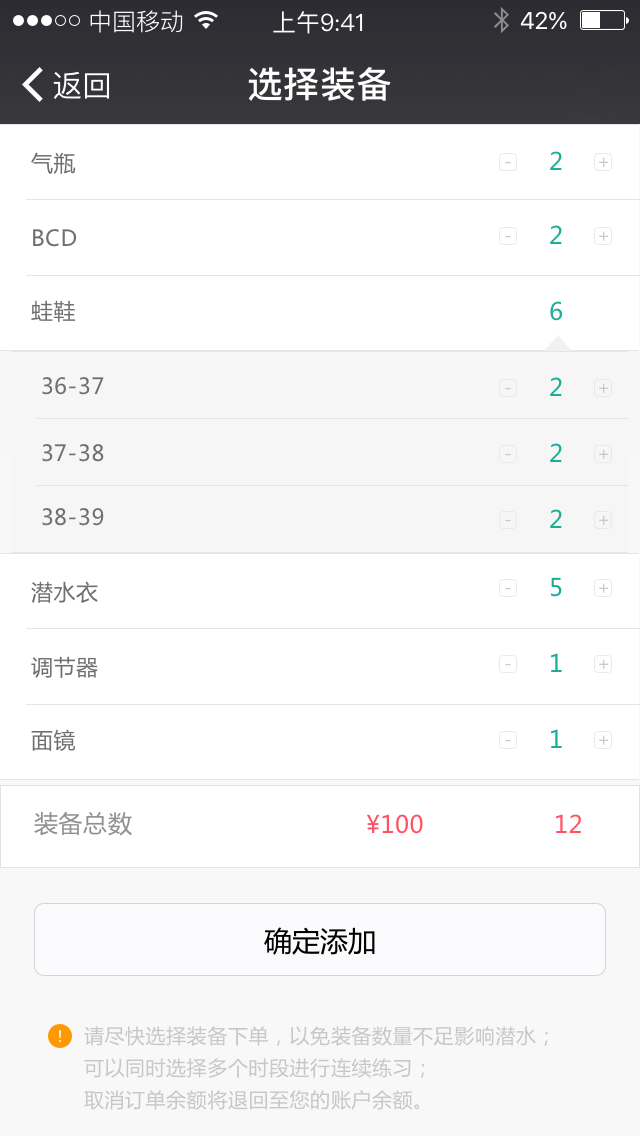 中国移动 上午9:41 42%
返回 选择装备
气瓶 - 2 +
BCD - 2 +
蛙鞋 6
36-37 - 2 +
37-38 - 2 +
38-39 - 2 +
潜水衣 - 5 +
调节器 - 1 +
面镜 - 1 +
装备总数 ¥100 12
确定添加
! 请尽快选择装备下单，以免装备数量不足影响潜水；
可以同时选择多个时段进行连续练习；
取消订单余额将退回至您的账户余额。